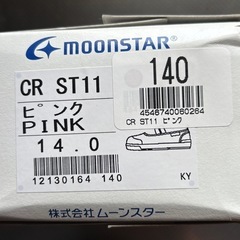 MOONSTAR
140
4548740060264
CR ST11 ピンク
CR ST11
ピンク
PINK
14.0
12130164 140
KY
株式会社ムーンスター